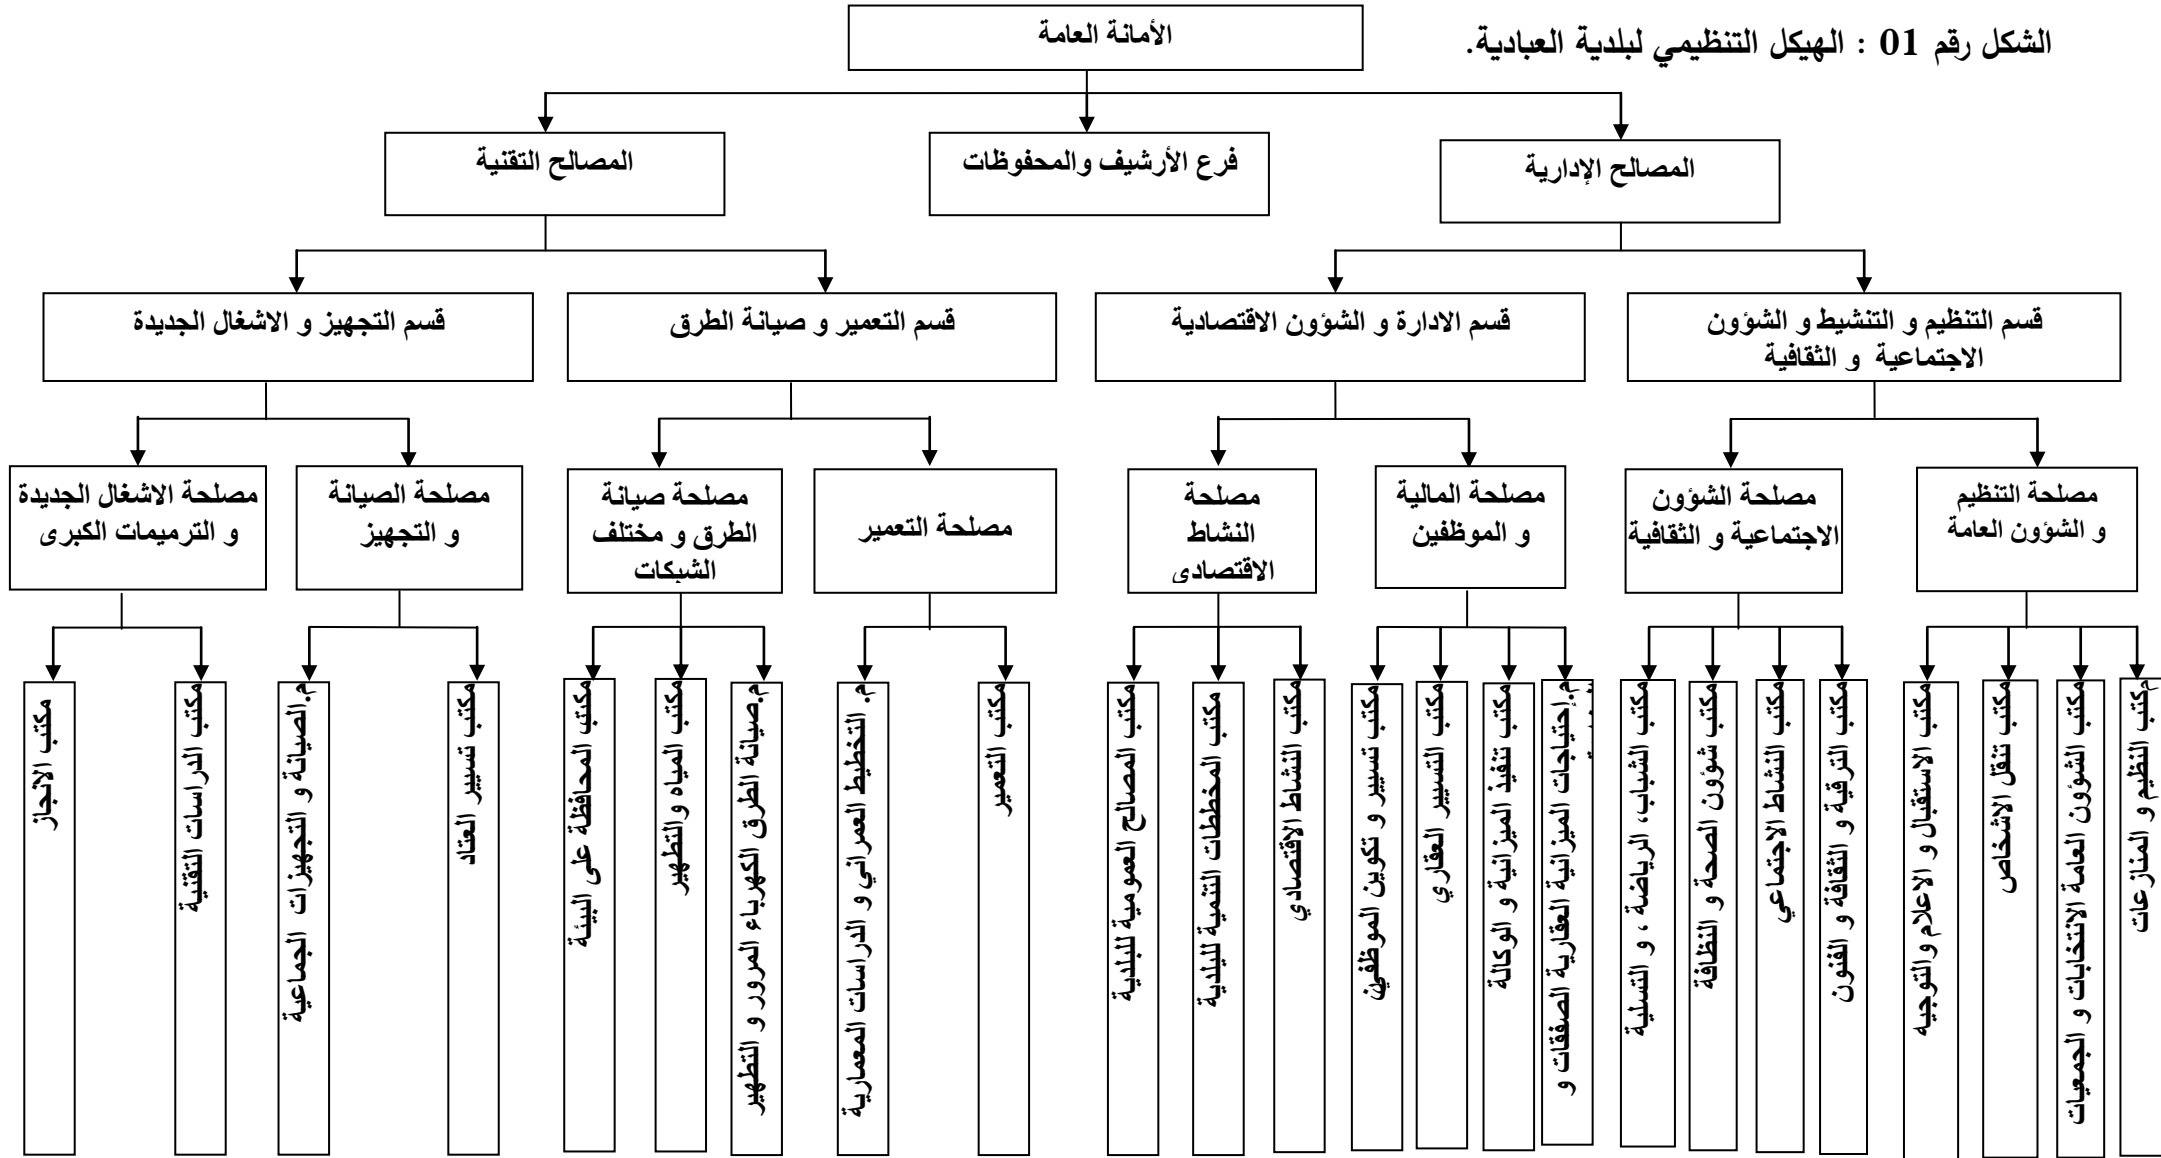 الشكل رقم 01 : الهيكل التنظيمي لبلدية العبادية.
الأمانة العامة
المصالح الإدارية
فرع الأرشيف والمحفوظات
المصالح التقنية
قسم التنظيم و التنشيط و الشؤون
الاجتماعية و الثقافية
قسم الادارة و الشؤون الاقتصادية
قسم التعمير و صيانة الطرق
قسم التجهيز و الاشغال الجديدة
مصلحة التنظيم
و الشؤون العامة
مصلحة الشؤون
الاجتماعية و الثقافية
مصلحة المالية
و الموظفين
مصلحة
النشاط
الاقتصادي
مصلحة التعمير
مصلحة صيانة
الطرق و مختلف
الشبكات
مصلحة الصيانة
و التجهيز
مصلحة الاشغال الجديدة
و الترميمات الكبرى
مكتب النظيم و المنازعات
مكتب الشؤون العامة الانتخابات و الجمعيات
مكتب تنقل الاشخاص
مكتب الاستقبال و الاعلام والتوجيه
مكتب الترقية و الثقافة و الفنون
مكتب النشاط الاجتماعي
مكتب شؤون الصحة و النظافة
مكتب الشباب، الرياضة ، و التسلية
م.إحتياجات الميزانية العقارية الصفقات و
مكتب تنفيذ الميزانية و الوكالة
مكتب التسيير العقاري
مكتب تسيير و تكوين الموظفين
مكتب النشاط الاقتصادي
مكتب المخططات التنمية للبلدية
مكتب المصالح العمومية للبلدية
مكتب التعمير
م. التخطيط العمراني و الدراسات المعمارية
م.صيانة الطرق الكهرباء المرور و التطهير
مكتب المياه والتطهير
مكتب المحافظة على البيئة
مكتب تسيير العتاد
م.الصيانة و التجهيزات الجماعية
مكتب الدراسات التقنية
مكتب الانجاز